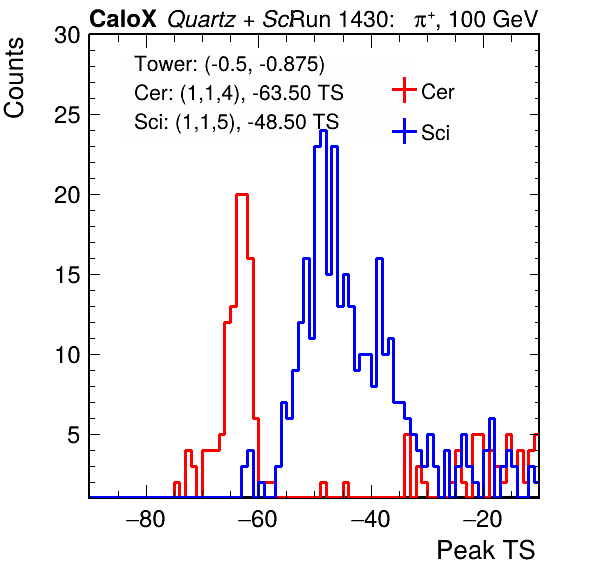 CaloX Quartz + ScRun 1430: π⁺, 100 GeV
Counts
30
25
20
15
10
5
Tower: (-0.5, -0.875)
Cer: (1,1,4), -63.50 TS
Sci: (1,1,5), -48.50 TS
Cer
Sci
−80 −60 −40 −20
Peak TS